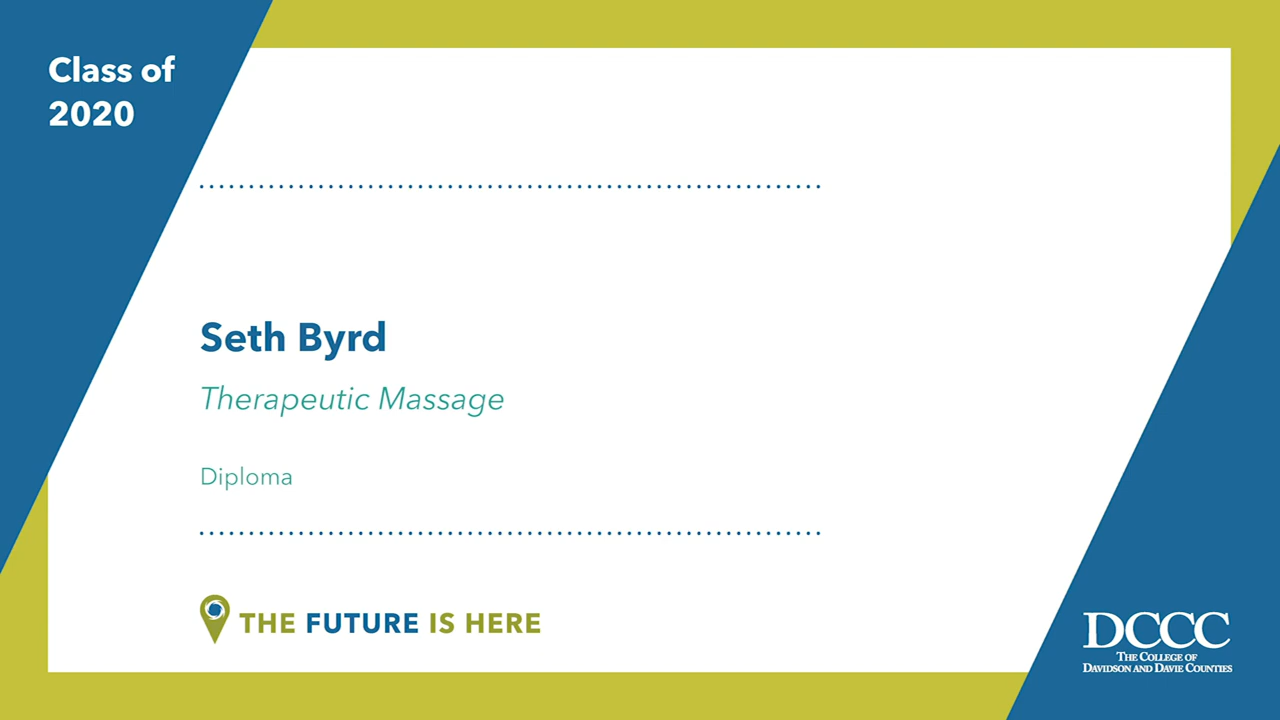 Class of
2020
Seth Byrd
Therapeutic Massage
Diploma
THE FUTURE IS HERE
DCCC
THE COLLEGE OF
DAVIDSON AND DAVIE COUNTIES